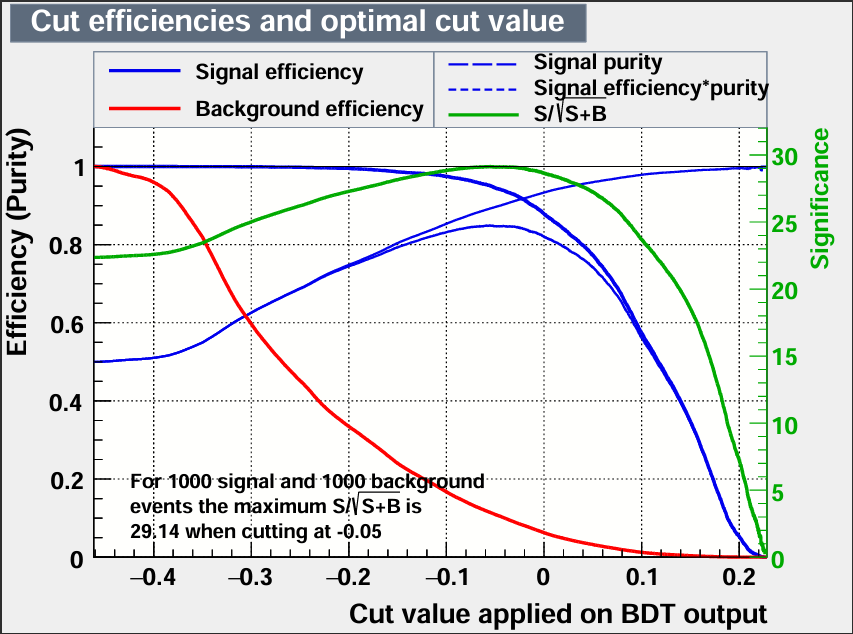 Cut efficiencies and optimal cut value
Signal efficiency
Background efficiency
Signal purity
Signal efficiency*purity
S/√S+B
Efficiency (Purity)
1
0.8
0.6
0.4
0.2
0
30
25
20
15
10
5
0
Significance
For 1000 signal and 1000 background
events the maximum S/√S+B is
29.14 when cutting at -0.05
−0.4 −0.3 −0.2 −0.1 0 0.1 0.2
Cut value applied on BDT output